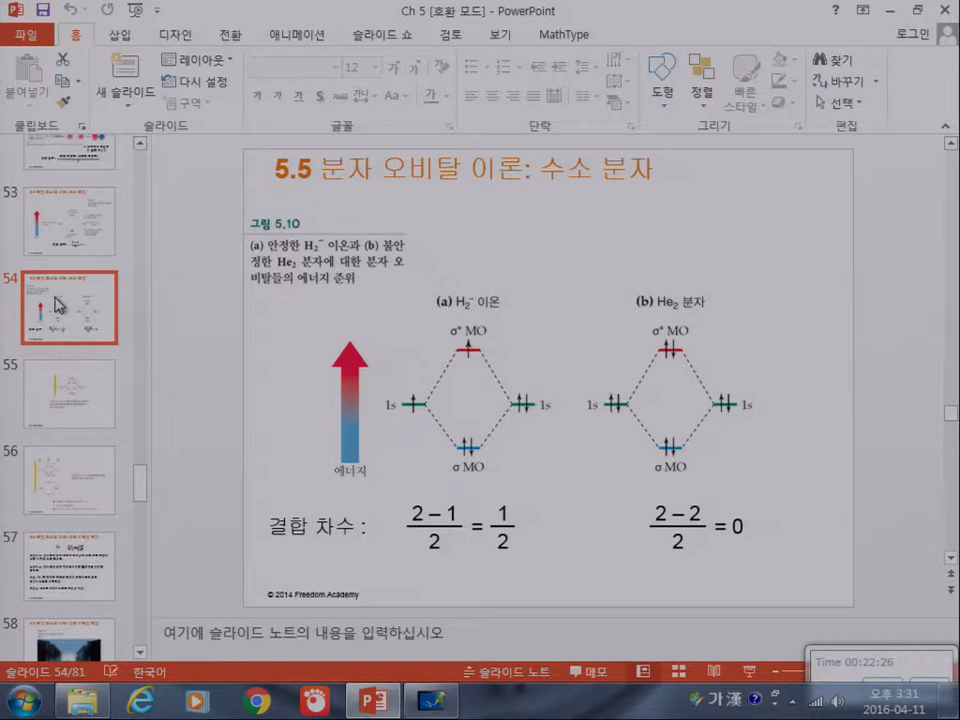 Ch 5 [호환 모드] - PowerPoint
파일 홈 삽입 디자인 전환 애니메이션 슬라이드 쇼 검토 보기 MathType 로그인
붙여넣기
새 슬라이드
레이아웃
다시 설정
구역
12
가 가 가 S abc 가간 Aa 가
도형
정렬
빠른 스타일
찾기
바꾸기
선택
클립보드 슬라이드 글꼴 단락 그리기 편집
53
54
55
56
57
58
5.5 분자 오비탈 이론: 수소 분자
그림 5.10
(a) 안정한 H₂⁻ 이온과 (b) 불안
정한 He₂ 분자에 대한 분자 오
비탈들의 에너지 준위
(a) H₂⁻ 이온
σ* MO
1s 1s
σ MO
(b) He₂ 분자
σ* MO
1s 1s
σ MO
에너지
결합 차수 : 2 − 1 / 2 = 1 / 2 2 − 2 / 2 = 0
© 2014 Freedom Academy
여기에 슬라이드 노트의 내용을 입력하십시오
슬라이드 54/81 한국어 슬라이드 노트 메모
Time 00:22:26
가 漢
오후 3:31
2016-04-11